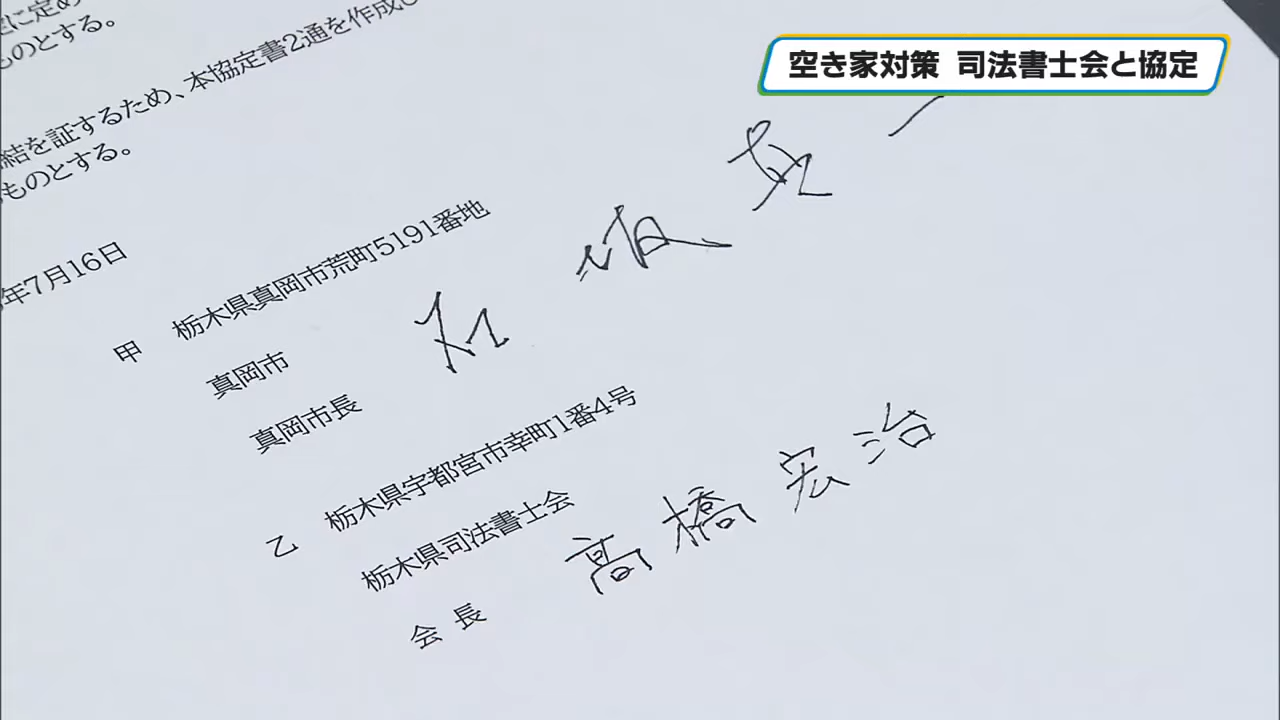 空き家対策 司法書士会と協定
定に定め
ものとする。
結を証するため、本協定書2通を作成し
ものとする。
年7月16日
甲 栃木県真岡市荒町5191番地
真岡市
真岡市長 石坂真一
乙 栃木県宇都宮市幸町1番4号
栃木県司法書士会
会長 高橋宏治